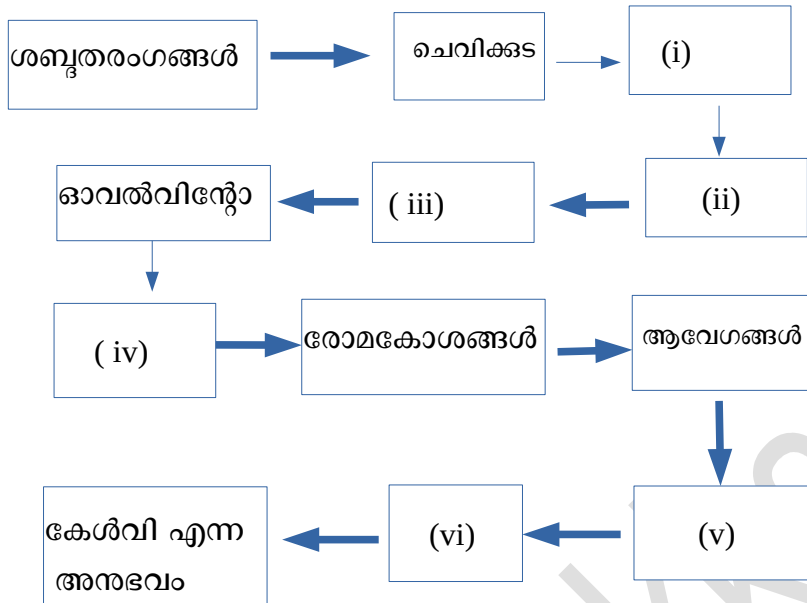 ശബ്ദതരംഗങ്ങൾ
ചെവിക്കുട
(i)
(ii)
( iii)
ഓവൽവിന്റോ
( iv)
രോമകോശങ്ങൾ
ആവേഗങ്ങൾ
(v)
(vi)
കേൾവി എന്ന
അനുഭവം